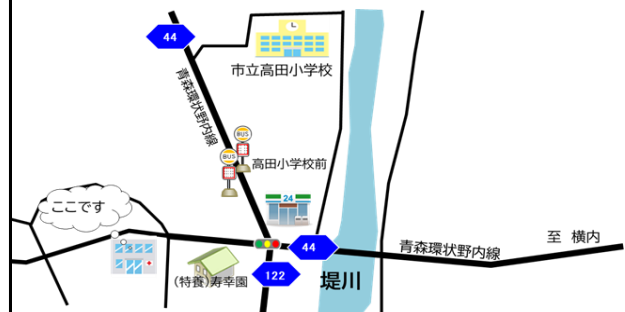 44
市立高田小学校
青森環状野内線
BUS
BUS
高田小学校前
24
ここです
44
青森環状野内線
至 横内
(特養)寿幸園
122
堤川